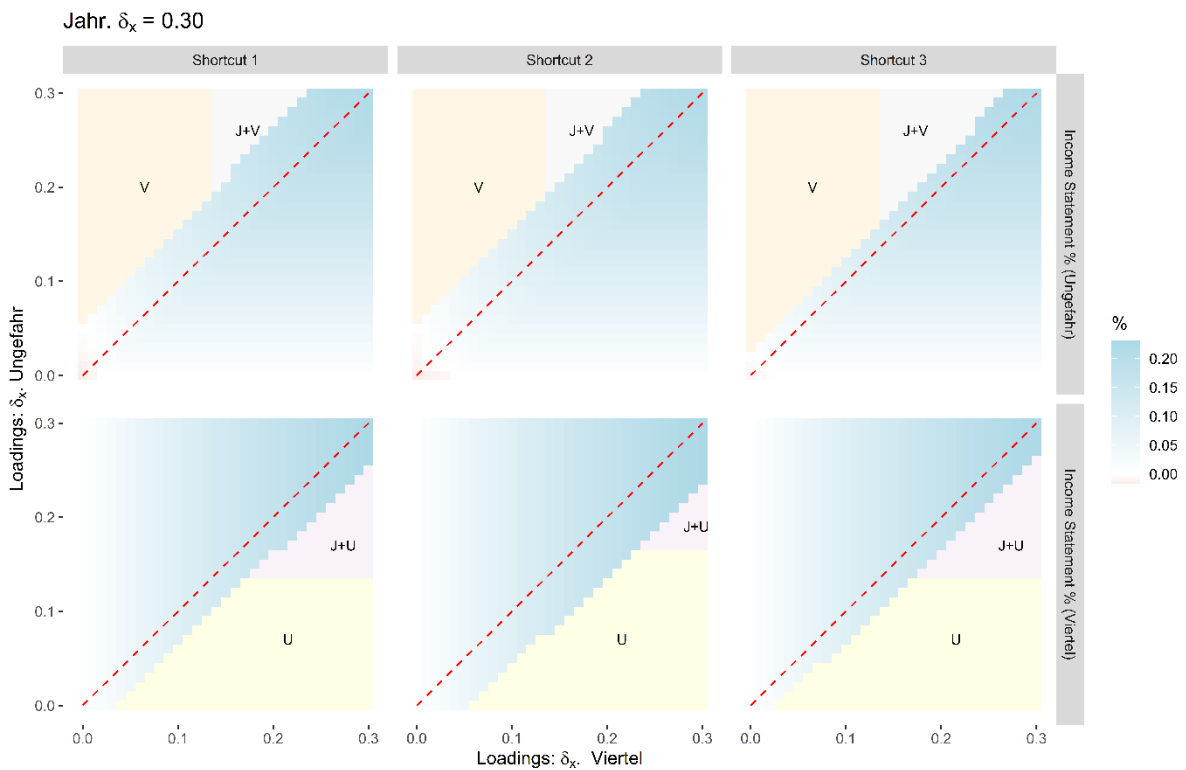 Jahr. δx = 0.30
Shortcut 1
Shortcut 2
Shortcut 3
0.3
0.2
0.1
0.0
V
J+V
V
J+V
V
J+V
Income Statement % (Ungefahr)
Loadings: δx. Ungefahr
0.3
0.2
0.1
0.0
J+U
U
J+U
U
J+U
U
Income Statement % (Viertel)
%
0.20
0.15
0.10
0.05
0.00
0.0 0.1 0.2 0.3
0.0 0.1 0.2 0.3
0.0 0.1 0.2 0.3
Loadings: δx. Viertel